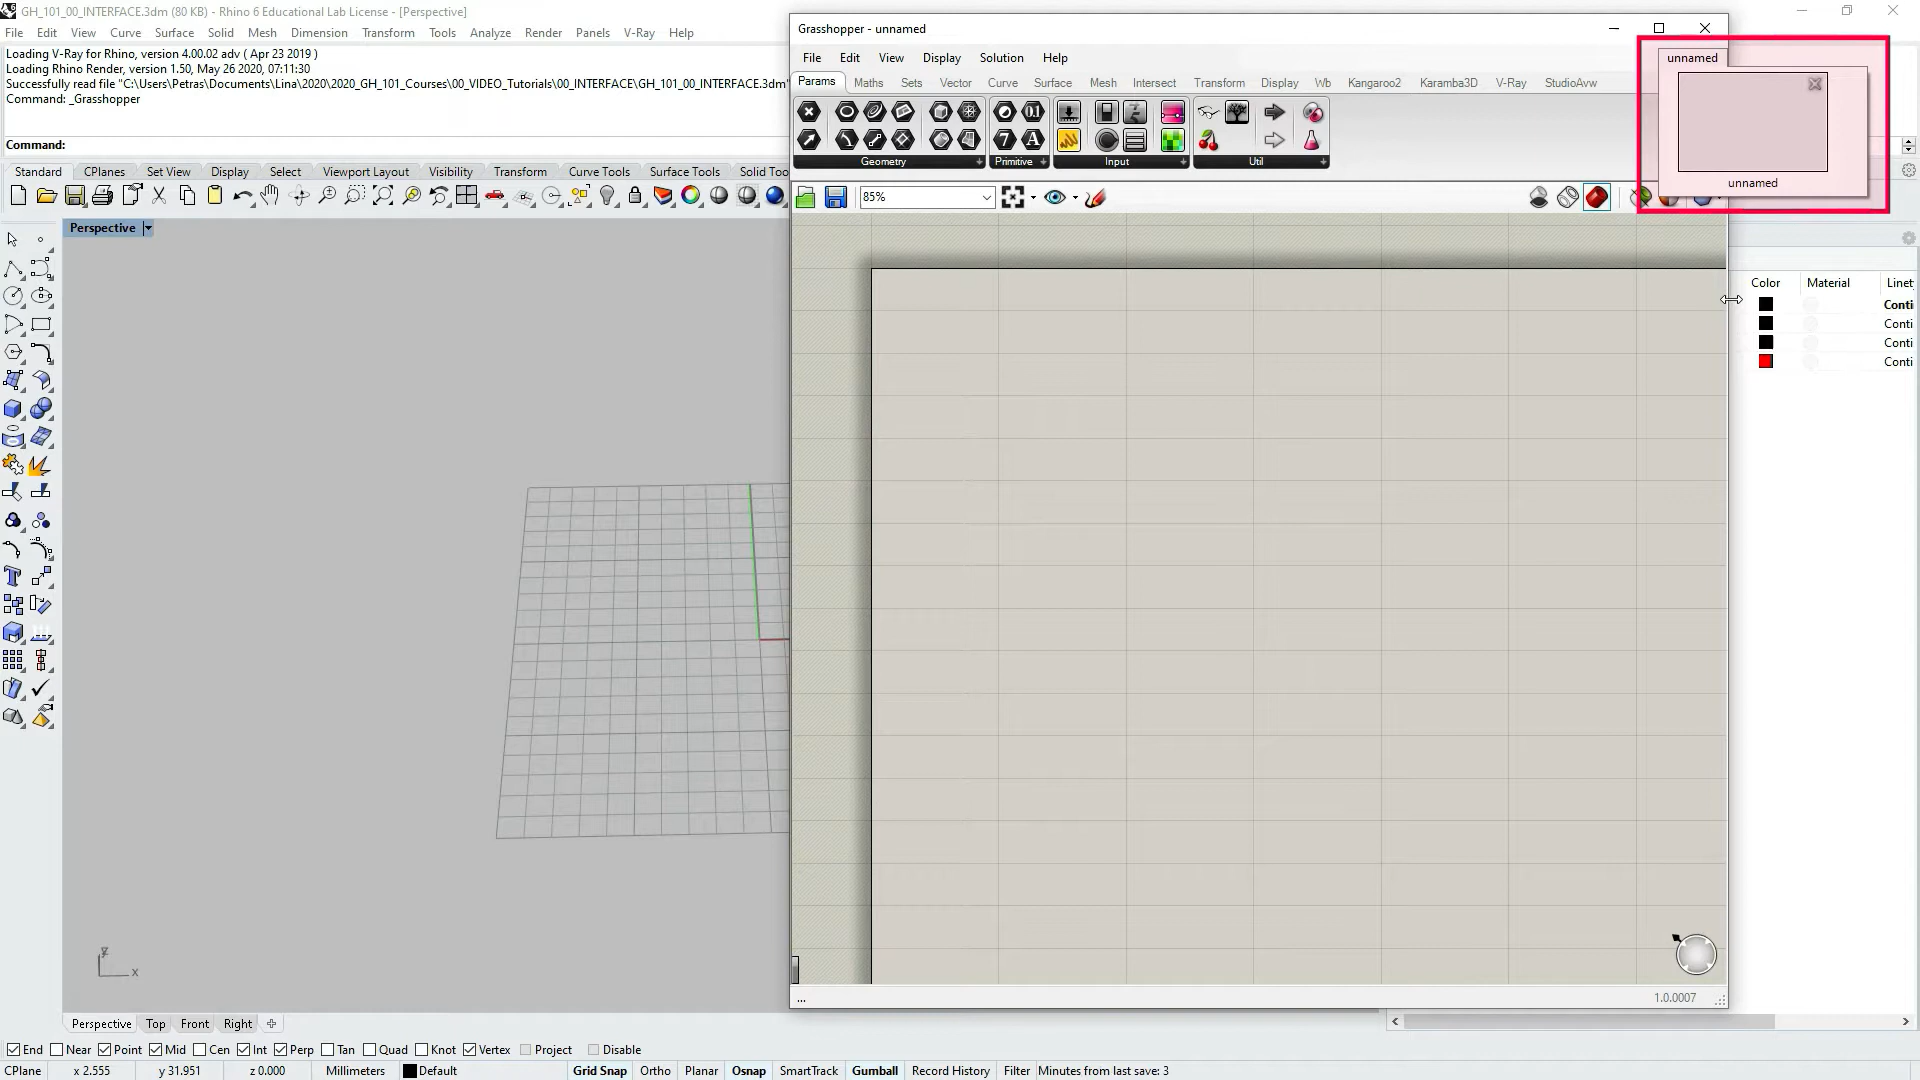 GH_101_00_INTERFACE.3dm (80 KB) - Rhino 6 Educational Lab License - [Perspective]
File Edit View Curve Surface Solid Mesh Dimension Transform Tools Analyze Render Panels V-Ray Help
Loading V-Ray for Rhino, version 4.00.02 adv ( Apr 23 2019 )
Loading Rhino Render, version 1.50, May 26 2020, 07:11:30
Successfully read file "C:\Users\Petras\Documents\Lina\2020\2020_GH_101_Courses\00_VIDEO_Tutorials\00_INTERFACE\GH_101_00_INTERFACE.3dm"
Command: _Grasshopper
Command:
Standard CPlanes Set View Display Select Viewport Layout Visibility Transform Curve Tools Surface Tools Solid Too
Perspective
Grasshopper - unnamed
File Edit View Display Solution Help
Params Maths Sets Vector Curve Surface Mesh Intersect Transform Display Wb Kangaroo2 Karamba3D V-Ray StudioAvw
0.1
7 A
Geometry Primitive Input Util
85%
unnamed
unnamed
Color Material Linet
Conti
Conti
Conti
Conti
z
x
...
1.0.0007
Perspective Top Front Right
End Near Point Mid Cen Int Perp Tan Quad Knot Vertex Project Disable
CPlane x 2.555 y 31.951 z 0.000 Millimeters Default Grid Snap Ortho Planar Osnap SmartTrack Gumball Record History Filter Minutes from last save: 3